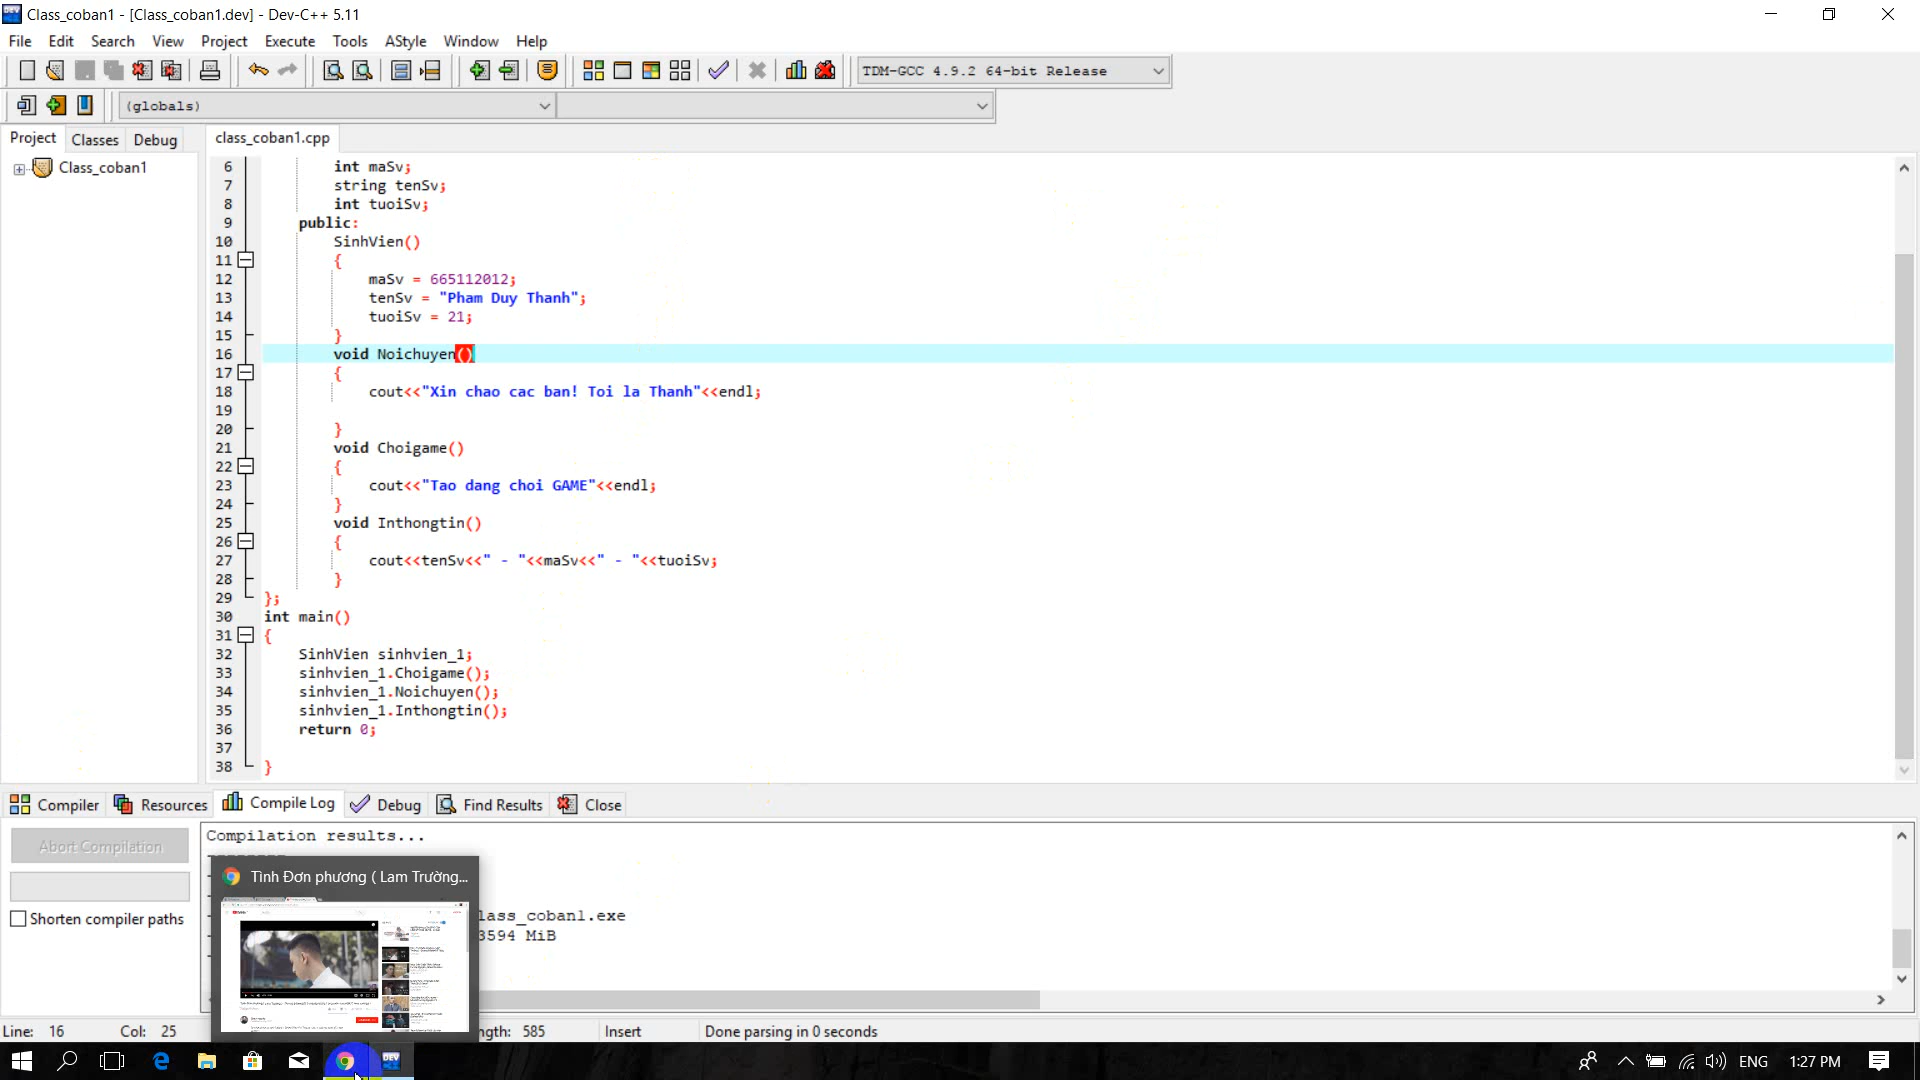 Class_coban1 - [Class_coban1.dev] - Dev-C++ 5.11
File Edit Search View Project Execute Tools AStyle Window Help
TDM-GCC 4.9.2 64-bit Release
(globals)
Project Classes Debug class_coban1.cpp
Class_coban1
6 int maSv;
7 string tenSv;
8 int tuoiSv;
9 public:
10 SinhVien()
11 {
12 maSv = 665112012;
13 tenSv = "Pham Duy Thanh";
14 tuoiSv = 21;
15 }
16 void Noichuyen()
17 {
18 cout<<"Xin chao cac ban! Toi la Thanh"<<endl;
19
20 }
21 void Choigame()
22 {
23 cout<<"Tao dang choi GAME"<<endl;
24 }
25 void Inthongtin()
26 {
27 cout<<tenSv<<" - "<<maSv<<" - "<<tuoiSv;
28 }
29 };
30 int main()
31 {
32 SinhVien sinhvien_1;
33 sinhvien_1.Choigame();
34 sinhvien_1.Noichuyen();
35 sinhvien_1.Inthongtin();
36 return 0;
37
38 }
Compiler Resources Compile Log Debug Find Results Close
Abort Compilation
Shorten compiler paths
Compilation results...
--------
lass_coban1.exe
3594 MiB
Tình Đơn phương ( Lam Trường...
Line: 16 Col: 25 ngth: 585 Insert Done parsing in 0 seconds
DEV
ENG 1:27 PM